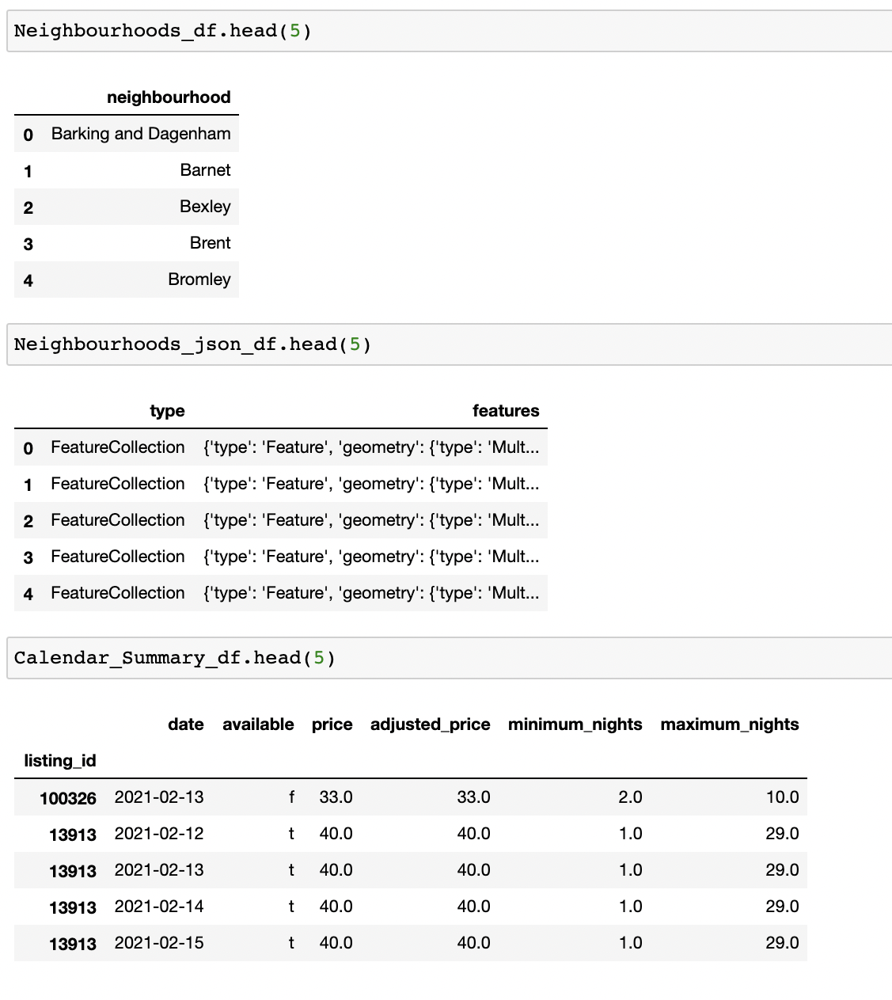 Neighbourhoods_df.head(5)
neighbourhood
0 Barking and Dagenham
1 Barnet
2 Bexley
3 Brent
4 Bromley
Neighbourhoods_json_df.head(5)
type features
0 FeatureCollection {'type': 'Feature', 'geometry': {'type': 'Mult...
1 FeatureCollection {'type': 'Feature', 'geometry': {'type': 'Mult...
2 FeatureCollection {'type': 'Feature', 'geometry': {'type': 'Mult...
3 FeatureCollection {'type': 'Feature', 'geometry': {'type': 'Mult...
4 FeatureCollection {'type': 'Feature', 'geometry': {'type': 'Mult...
Calendar_Summary_df.head(5)
date available price adjusted_price minimum_nights maximum_nights
listing_id
100326 2021-02-13 f 33.0 33.0 2.0 10.0
13913 2021-02-12 t 40.0 40.0 1.0 29.0
13913 2021-02-13 t 40.0 40.0 1.0 29.0
13913 2021-02-14 t 40.0 40.0 1.0 29.0
13913 2021-02-15 t 40.0 40.0 1.0 29.0